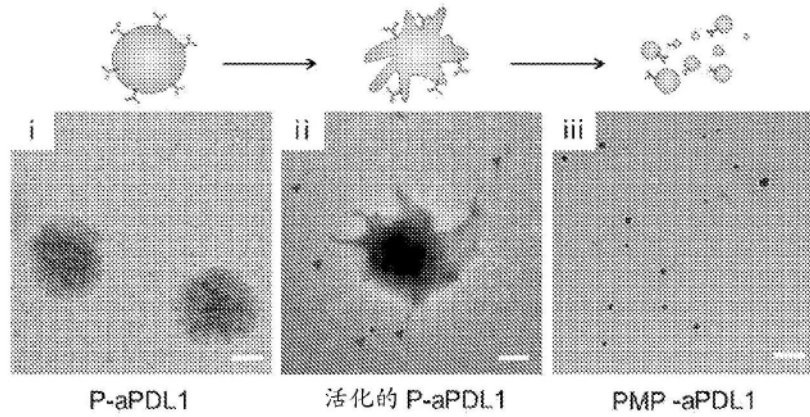 i
ii
iii
P-aPDL1
活化的 P-aPDL1
PMP -aPDL1